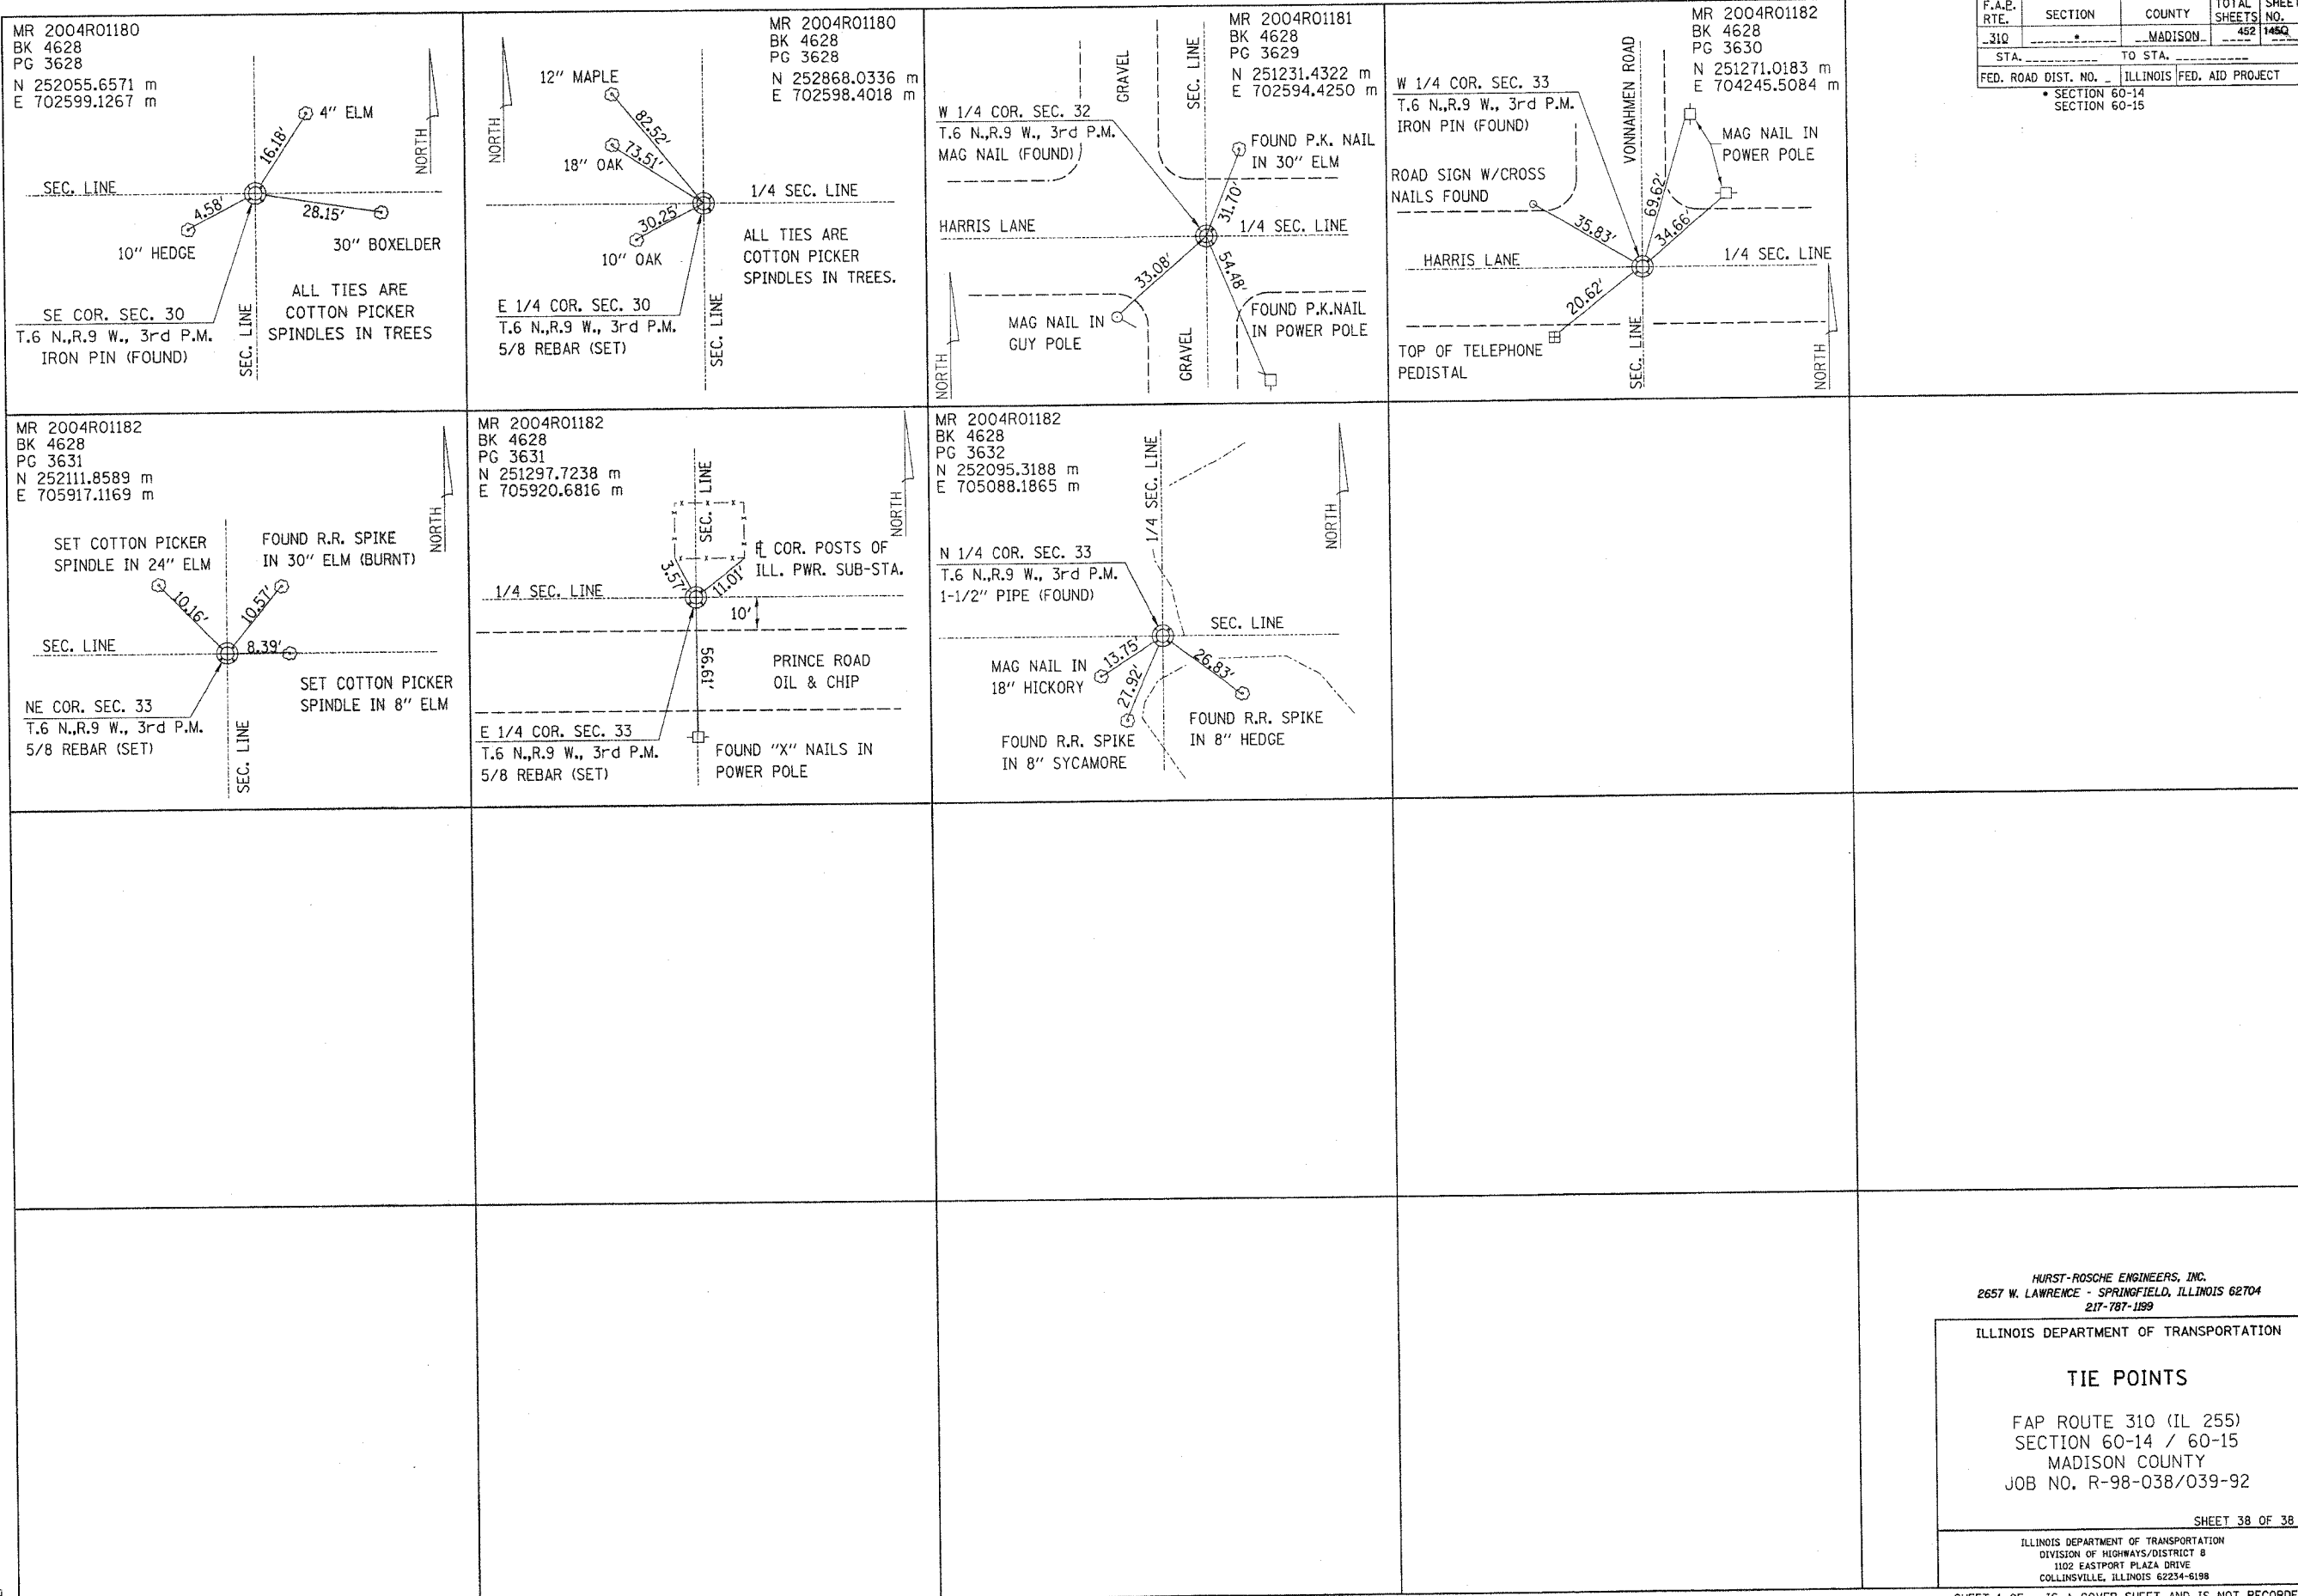 MR 2004R01180
BK 4628
PG 3628
N 252055.6571 m
E 702599.1267 m
4" ELM
16.18'
NORTH
SEC. LINE
4.58'
28.15'
10" HEDGE
30" BOXELDER
ALL TIES ARE
COTTON PICKER
SPINDLES IN TREES
SE COR. SEC. 30
T.6 N.,R.9 W., 3rd P.M.
IRON PIN (FOUND)
SEC. LINE
MR 2004R01180
BK 4628
PG 3628
N 252868.0336 m
E 702598.4018 m
NORTH
12" MAPLE
82.52'
18" OAK
73.51'
1/4 SEC. LINE
30.25'
10" OAK
ALL TIES ARE
COTTON PICKER
SPINDLES IN TREES.
E 1/4 COR. SEC. 30
T.6 N.,R.9 W., 3rd P.M.
5/8 REBAR (SET)
SEC. LINE
MR 2004R01181
BK 4628
PG 3629
N 251231.4322 m
E 702594.4250 m
GRAVEL
SEC. LINE
W 1/4 COR. SEC. 32
T.6 N.,R.9 W., 3rd P.M.
MAG NAIL (FOUND)
FOUND P.K. NAIL
IN 30" ELM
31.70'
HARRIS LANE
1/4 SEC. LINE
33.08'
54.48'
MAG NAIL IN
GUY POLE
FOUND P.K.NAIL
IN POWER POLE
GRAVEL
NORTH
MR 2004R01182
BK 4628
PG 3630
N 251271.0183 m
E 704245.5084 m
W 1/4 COR. SEC. 33
T.6 N.,R.9 W., 3rd P.M.
IRON PIN (FOUND)
VONNAHMEN ROAD
MAG NAIL IN
POWER POLE
ROAD SIGN W/CROSS
NAILS FOUND
69.62'
35.83'
34.66'
HARRIS LANE
1/4 SEC. LINE
20.62'
TOP OF TELEPHONE
PEDISTAL
SEC. LINE
NORTH
F.A.P. RTE. SECTION COUNTY TOTAL SHEETS SHEET NO.
310 * MADISON 452 145Q
STA. TO STA.
FED. ROAD DIST. NO. ILLINOIS FED. AID PROJECT
* SECTION 60-14
SECTION 60-15
MR 2004R01182
BK 4628
PG 3631
N 252111.8589 m
E 705917.1169 m
NORTH
SET COTTON PICKER
SPINDLE IN 24" ELM
FOUND R.R. SPIKE
IN 30" ELM (BURNT)
10.16'
10.57'
SEC. LINE
8.39'
SET COTTON PICKER
SPINDLE IN 8" ELM
NE COR. SEC. 33
T.6 N.,R.9 W., 3rd P.M.
5/8 REBAR (SET)
SEC. LINE
MR 2004R01182
BK 4628
PG 3631
N 251297.7238 m
E 705920.6816 m
SEC. LINE
NORTH
℄ COR. POSTS OF
ILL. PWR. SUB-STA.
3.57'
11.01'
1/4 SEC. LINE
10'
56.61'
PRINCE ROAD
OIL & CHIP
E 1/4 COR. SEC. 33
T.6 N.,R.9 W., 3rd P.M.
5/8 REBAR (SET)
FOUND "X" NAILS IN
POWER POLE
MR 2004R01182
BK 4628
PG 3632
N 252095.3188 m
E 705088.1865 m
1/4 SEC. LINE
NORTH
N 1/4 COR. SEC. 33
T.6 N.,R.9 W., 3rd P.M.
1-1/2" PIPE (FOUND)
SEC. LINE
13.75'
26.83'
27.92'
MAG NAIL IN
18" HICKORY
FOUND R.R. SPIKE
IN 8" HEDGE
FOUND R.R. SPIKE
IN 8" SYCAMORE
HURST-ROSCHE ENGINEERS, INC.
2657 W. LAWRENCE - SPRINGFIELD, ILLINOIS 62704
217-787-1199
ILLINOIS DEPARTMENT OF TRANSPORTATION
TIE POINTS
FAP ROUTE 310 (IL 255)
SECTION 60-14 / 60-15
MADISON COUNTY
JOB NO. R-98-038/039-92
SHEET 38 OF 38
ILLINOIS DEPARTMENT OF TRANSPORTATION
DIVISION OF HIGHWAYS/DISTRICT 8
1102 EASTPORT PLAZA DRIVE
COLLINSVILLE, ILLINOIS 62234-6198